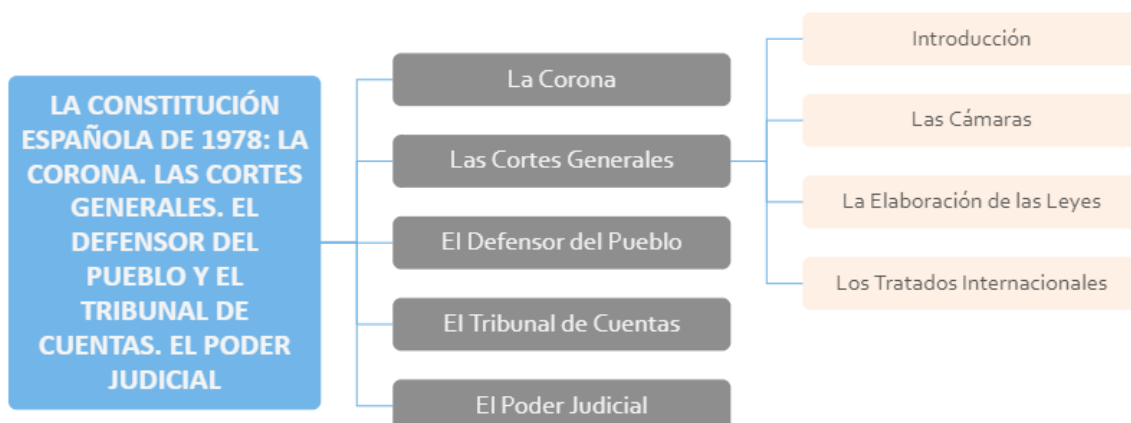 LA CONSTITUCIÓN
ESPAÑOLA DE 1978: LA
CORONA. LAS CORTES
GENERALES. EL
DEFENSOR DEL
PUEBLO Y EL
TRIBUNAL DE
CUENTAS. EL PODER
JUDICIAL
La Corona
Las Cortes Generales
El Defensor del Pueblo
El Tribunal de Cuentas
El Poder Judicial
Introducción
Las Cámaras
La Elaboración de las Leyes
Los Tratados Internacionales